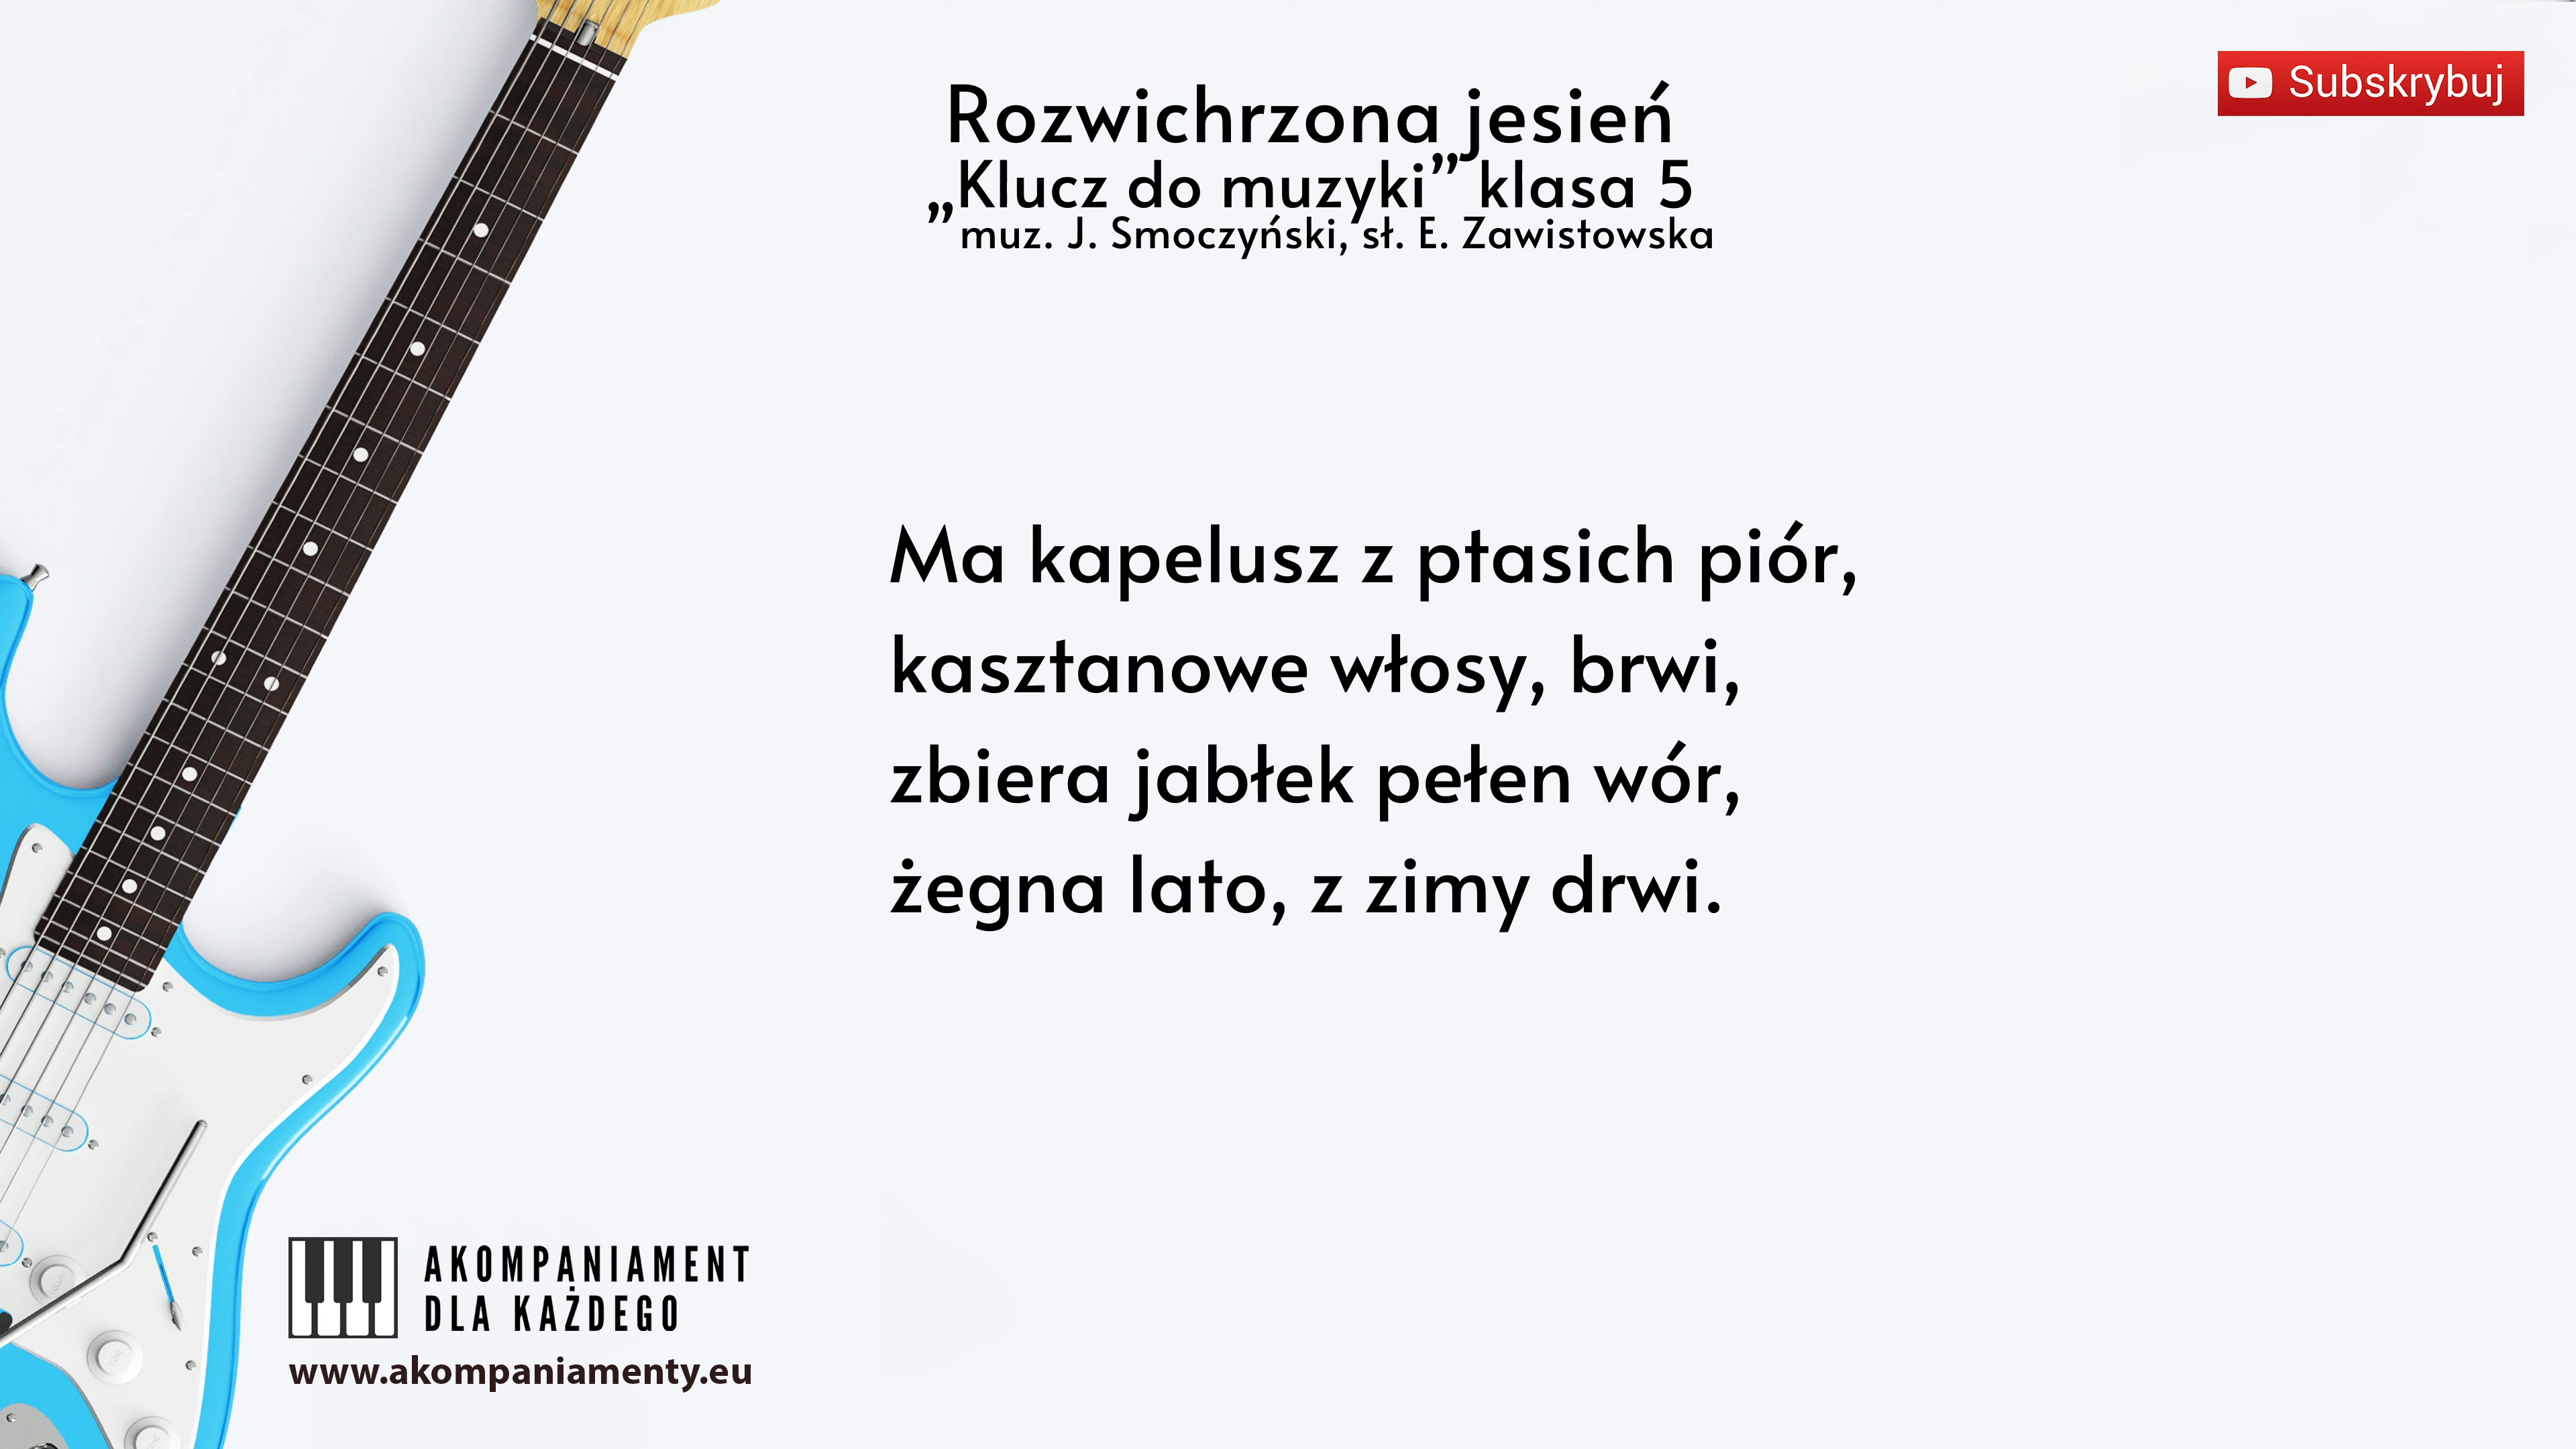 Rozwichrzona jesień
„Klucz do muzyki” klasa 5
muz. J. Smoczyński, sł. E. Zawistowska
Subskrybuj
Ma kapelusz z ptasich piór,
kasztanowe włosy, brwi,
zbiera jabłek pełen wór,
żegna lato, z zimy drwi.
AKOMPANIAMENT
DLA KAŻDEGO
www.akompaniamenty.eu